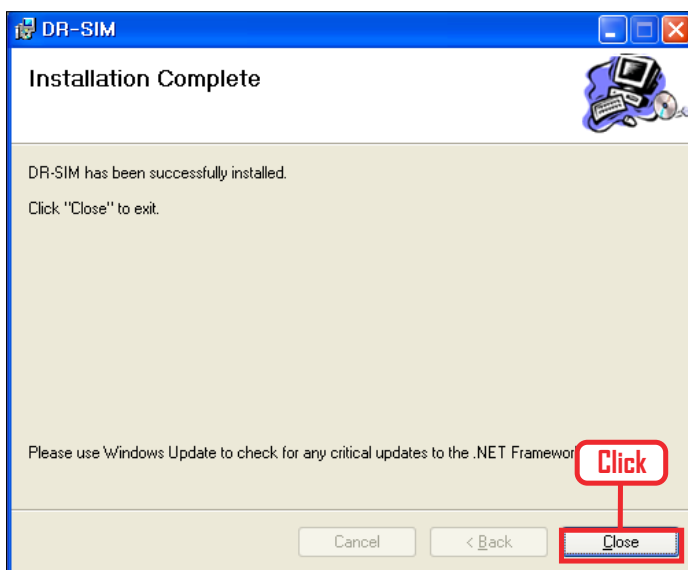 DR-SIM
Installation Complete
DR-SIM has been successfully installed.
Click "Close" to exit.
Please use Windows Update to check for any critical updates to the .NET Framewor
Click
Cancel
< Back
Close